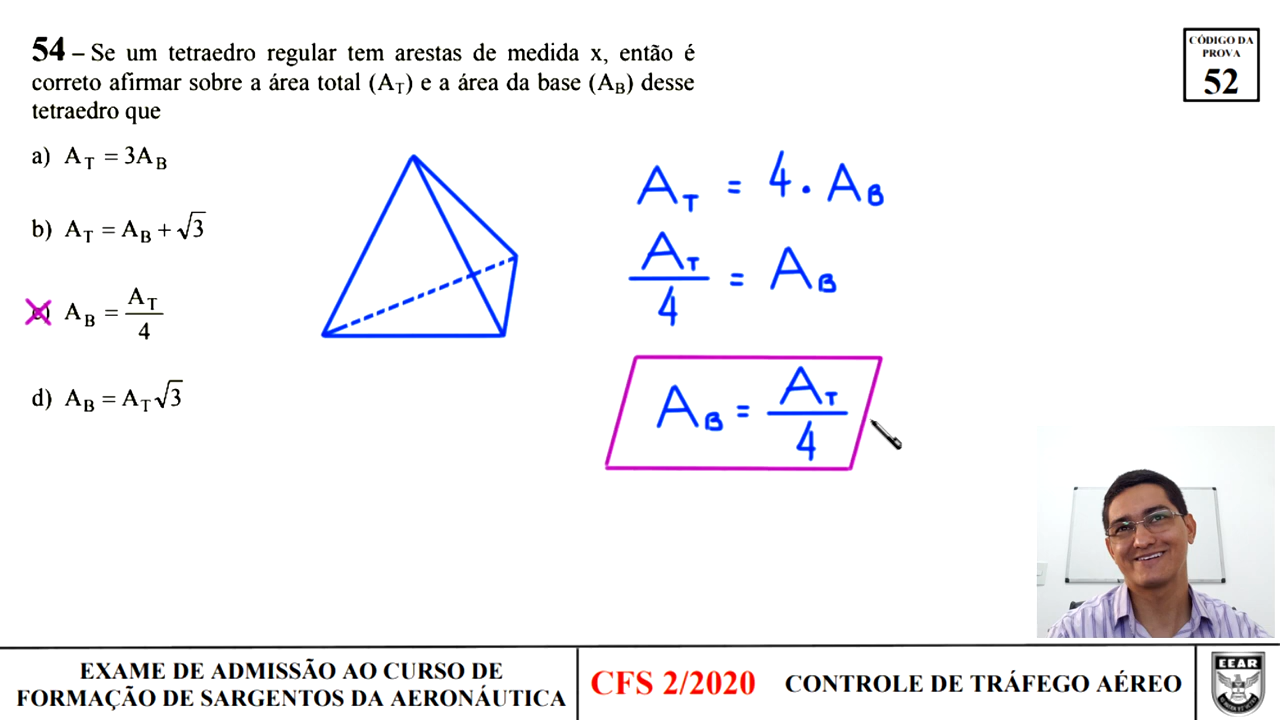 54 – Se um tetraedro regular tem arestas de medida x, então é
correto afirmar sobre a área total (A_T) e a área da base (A_B) desse
tetraedro que
a) A_T = 3A_B
b) A_T = A_B + √3
A_B = A_T/4
d) A_B = A_T√3
A_T = 4 · A_B
A_T/4 = A_B
A_B = A_T/4
CÓDIGO DA
PROVA
52
EXAME DE ADMISSÃO AO CURSO DE
FORMAÇÃO DE SARGENTOS DA AERONÁUTICA
CFS 2/2020
CONTROLE DE TRÁFEGO AÉREO
EEAR